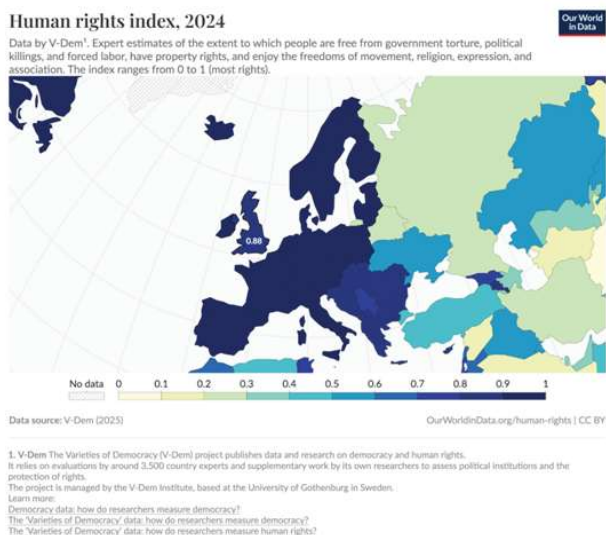 Human rights index, 2024
Our World
in Data
Data by V-Dem¹. Expert estimates of the extent to which people are free from government torture, political
killings, and forced labor, have property rights, and enjoy the freedoms of movement, religion, expression, and
association. The index ranges from 0 to 1 (most rights).
0.88
No data 0 0.1 0.2 0.3 0.4 0.5 0.6 0.7 0.8 0.9 1
Data source: V-Dem (2025) OurWorldinData.org/human-rights | CC BY
1. V-Dem The Varieties of Democracy (V-Dem) project publishes data and research on democracy and human rights.
It relies on evaluations by around 3,500 country experts and supplementary work by its own researchers to assess political institutions and the
protection of rights.
The project is managed by the V-Dem Institute, based at the University of Gothenburg in Sweden.
Learn more:
Democracy data: how do researchers measure democracy?
The 'Varieties of Democracy' data: how do researchers measure democracy?
The 'Varieties of Democracy' data: how do researchers measure human rights?